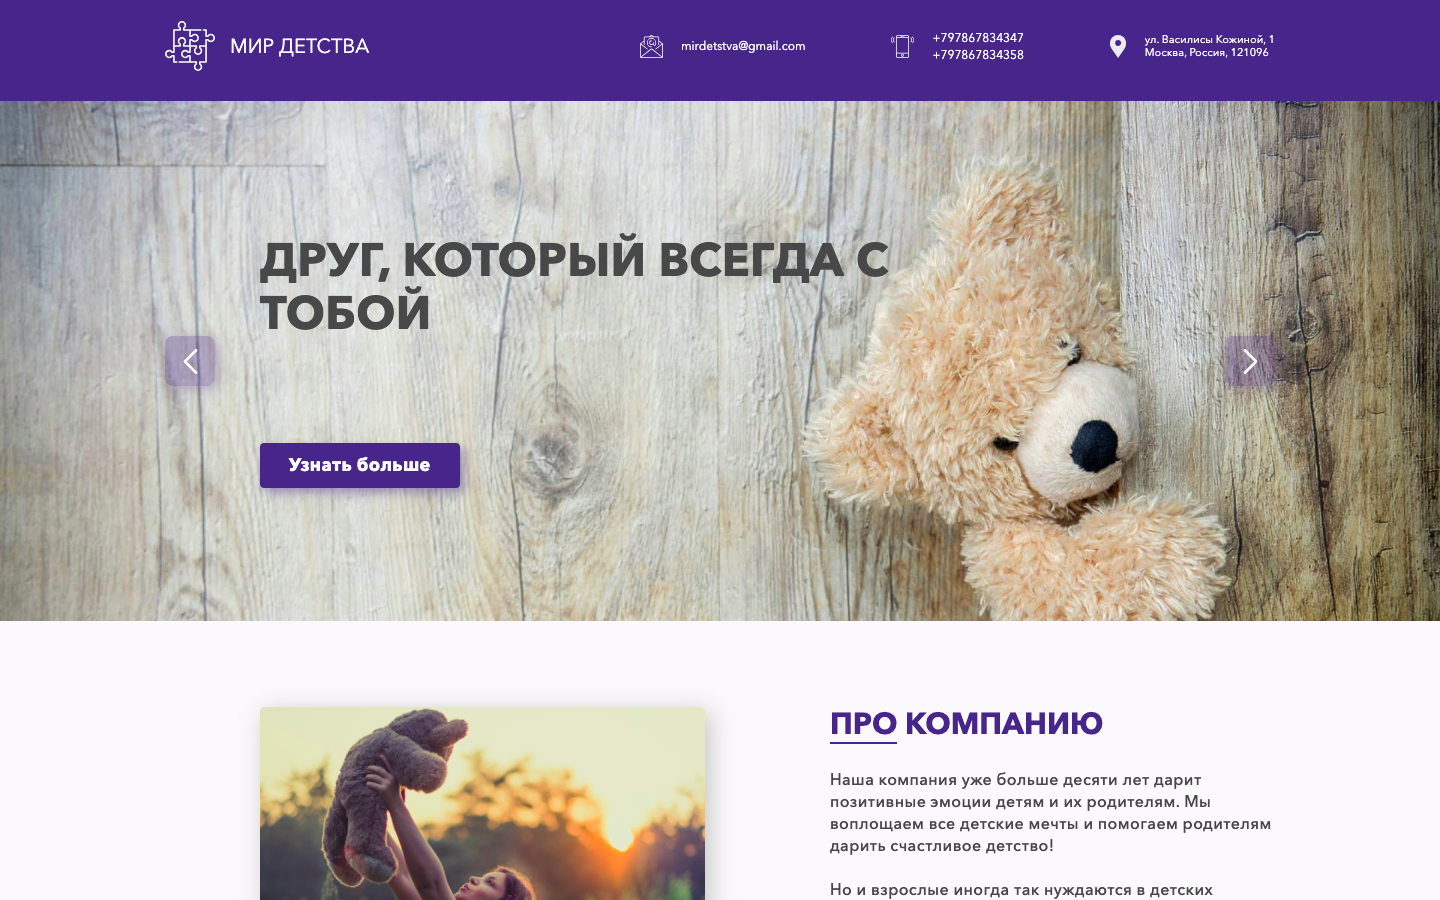 МИР ДЕТСТВА
mirdetstva@gmail.com
+797867834347
+797867834358
ул. Василисы Кожиной, 1
Москва, Россия, 121096
ДРУГ, КОТОРЫЙ ВСЕГДА С
ТОБОЙ
Узнать больше
ПРО КОМПАНИЮ
Наша компания уже больше десяти лет дарит
позитивные эмоции детям и их родителям. Мы
воплощаем все детские мечты и помогаем родителям
дарить счастливое детство!
Но и взрослые иногда так нуждаются в детских